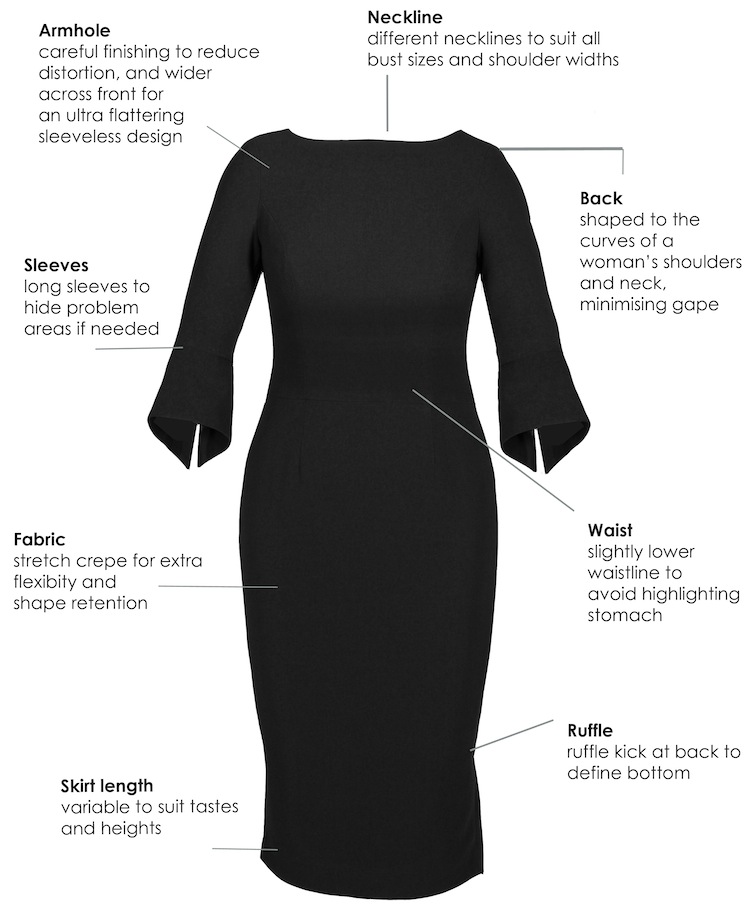 Armhole
careful finishing to reduce
distortion, and wider
across front for
an ultra flattering
sleeveless design
Neckline
different necklines to suit all
bust sizes and shoulder widths
Back
shaped to the
curves of a
woman's shoulders
and neck,
minimising gape
Sleeves
long sleeves to
hide problem
areas if needed
Fabric
stretch crepe for extra
flexibity and
shape retention
Waist
slightly lower
waistline to
avoid highlighting
stomach
Ruffle
ruffle kick at back to
define bottom
Skirt length
variable to suit tastes
and heights